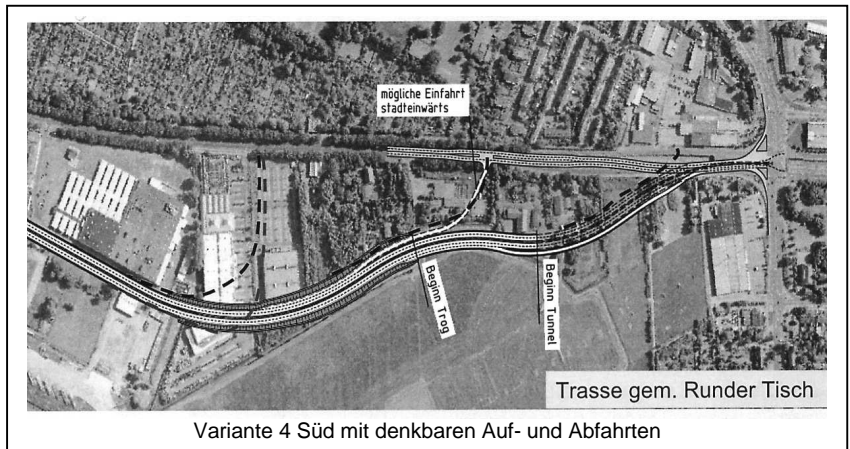 mögliche Einfahrt
stadteinwärts
Beginn Trog
Beginn Tunnel
Trasse gem. Runder Tisch
Variante 4 Süd mit denkbaren Auf- und Abfahrten